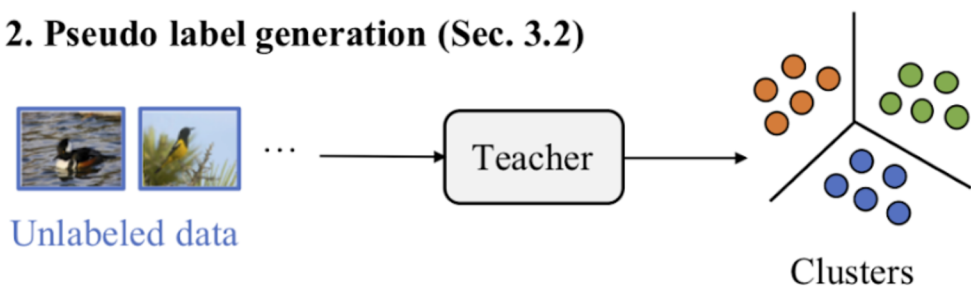 2. Pseudo label generation (Sec. 3.2)
...
Teacher
Unlabeled data
Clusters